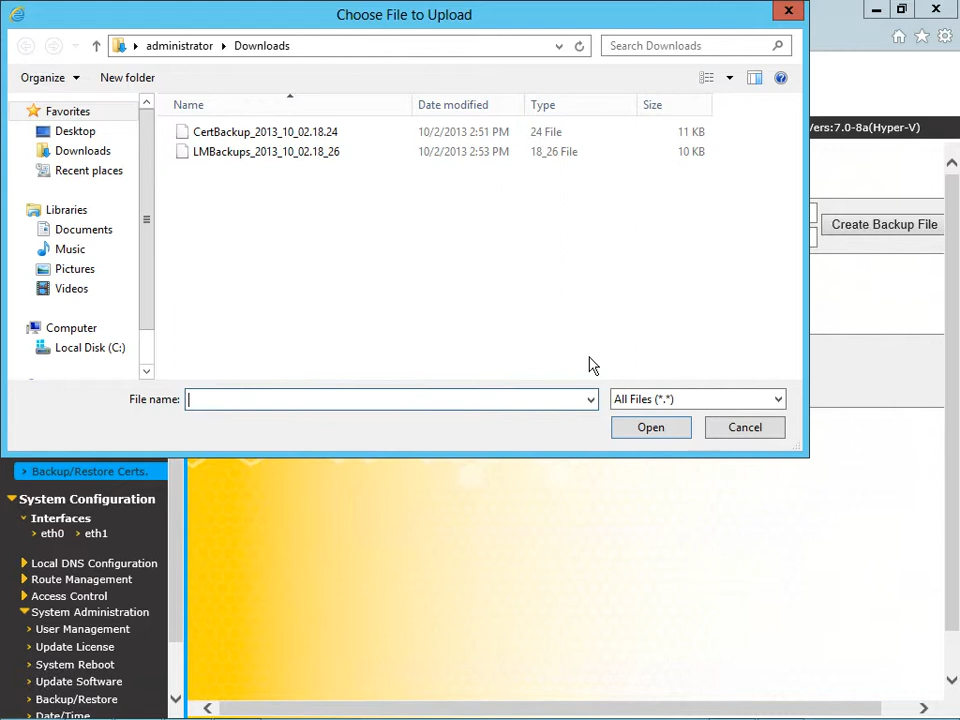 Choose File to Upload
administrator Downloads
Search Downloads
Organize New folder
Favorites
Desktop
Downloads
Recent places
Libraries
Documents
Music
Pictures
Videos
Computer
Local Disk (C:)
Name Date modified Type Size
CertBackup_2013_10_02.18.24 10/2/2013 2:51 PM 24 File 11 KB
LMBackups_2013_10_02.18_26 10/2/2013 2:53 PM 18_26 File 10 KB
File name: All Files (*.*)
Open Cancel
Vers:7.0-8a(Hyper-V)
Create Backup File
Backup/Restore Certs.
System Configuration
Interfaces
eth0 eth1
Local DNS Configuration
Route Management
Access Control
System Administration
User Management
Update License
System Reboot
Update Software
Backup/Restore
Date/Time